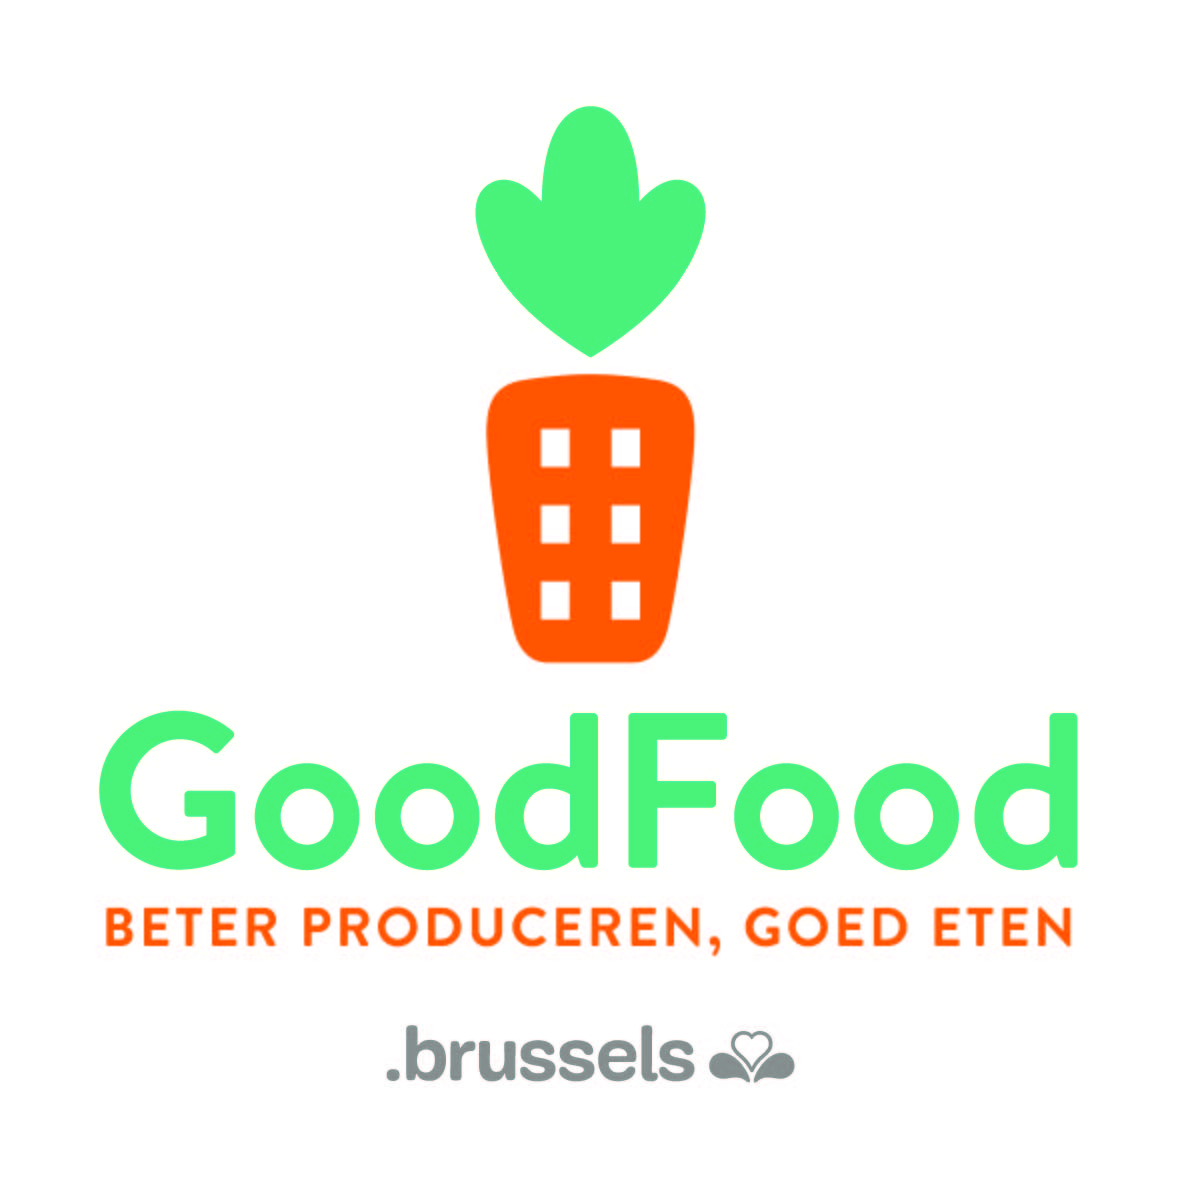 GoodFood
BETER PRODUCEREN, GOED ETEN
.brussels